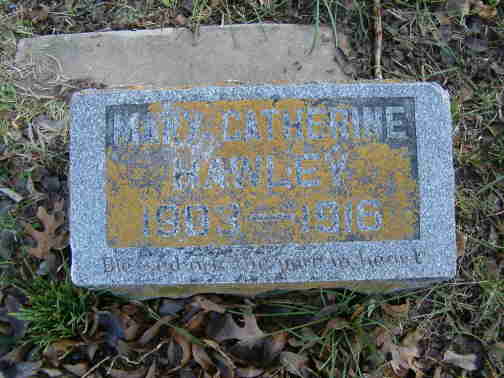 MARY CATHERINE
HAWLEY
1903—1916
Blessed are the pure in heart